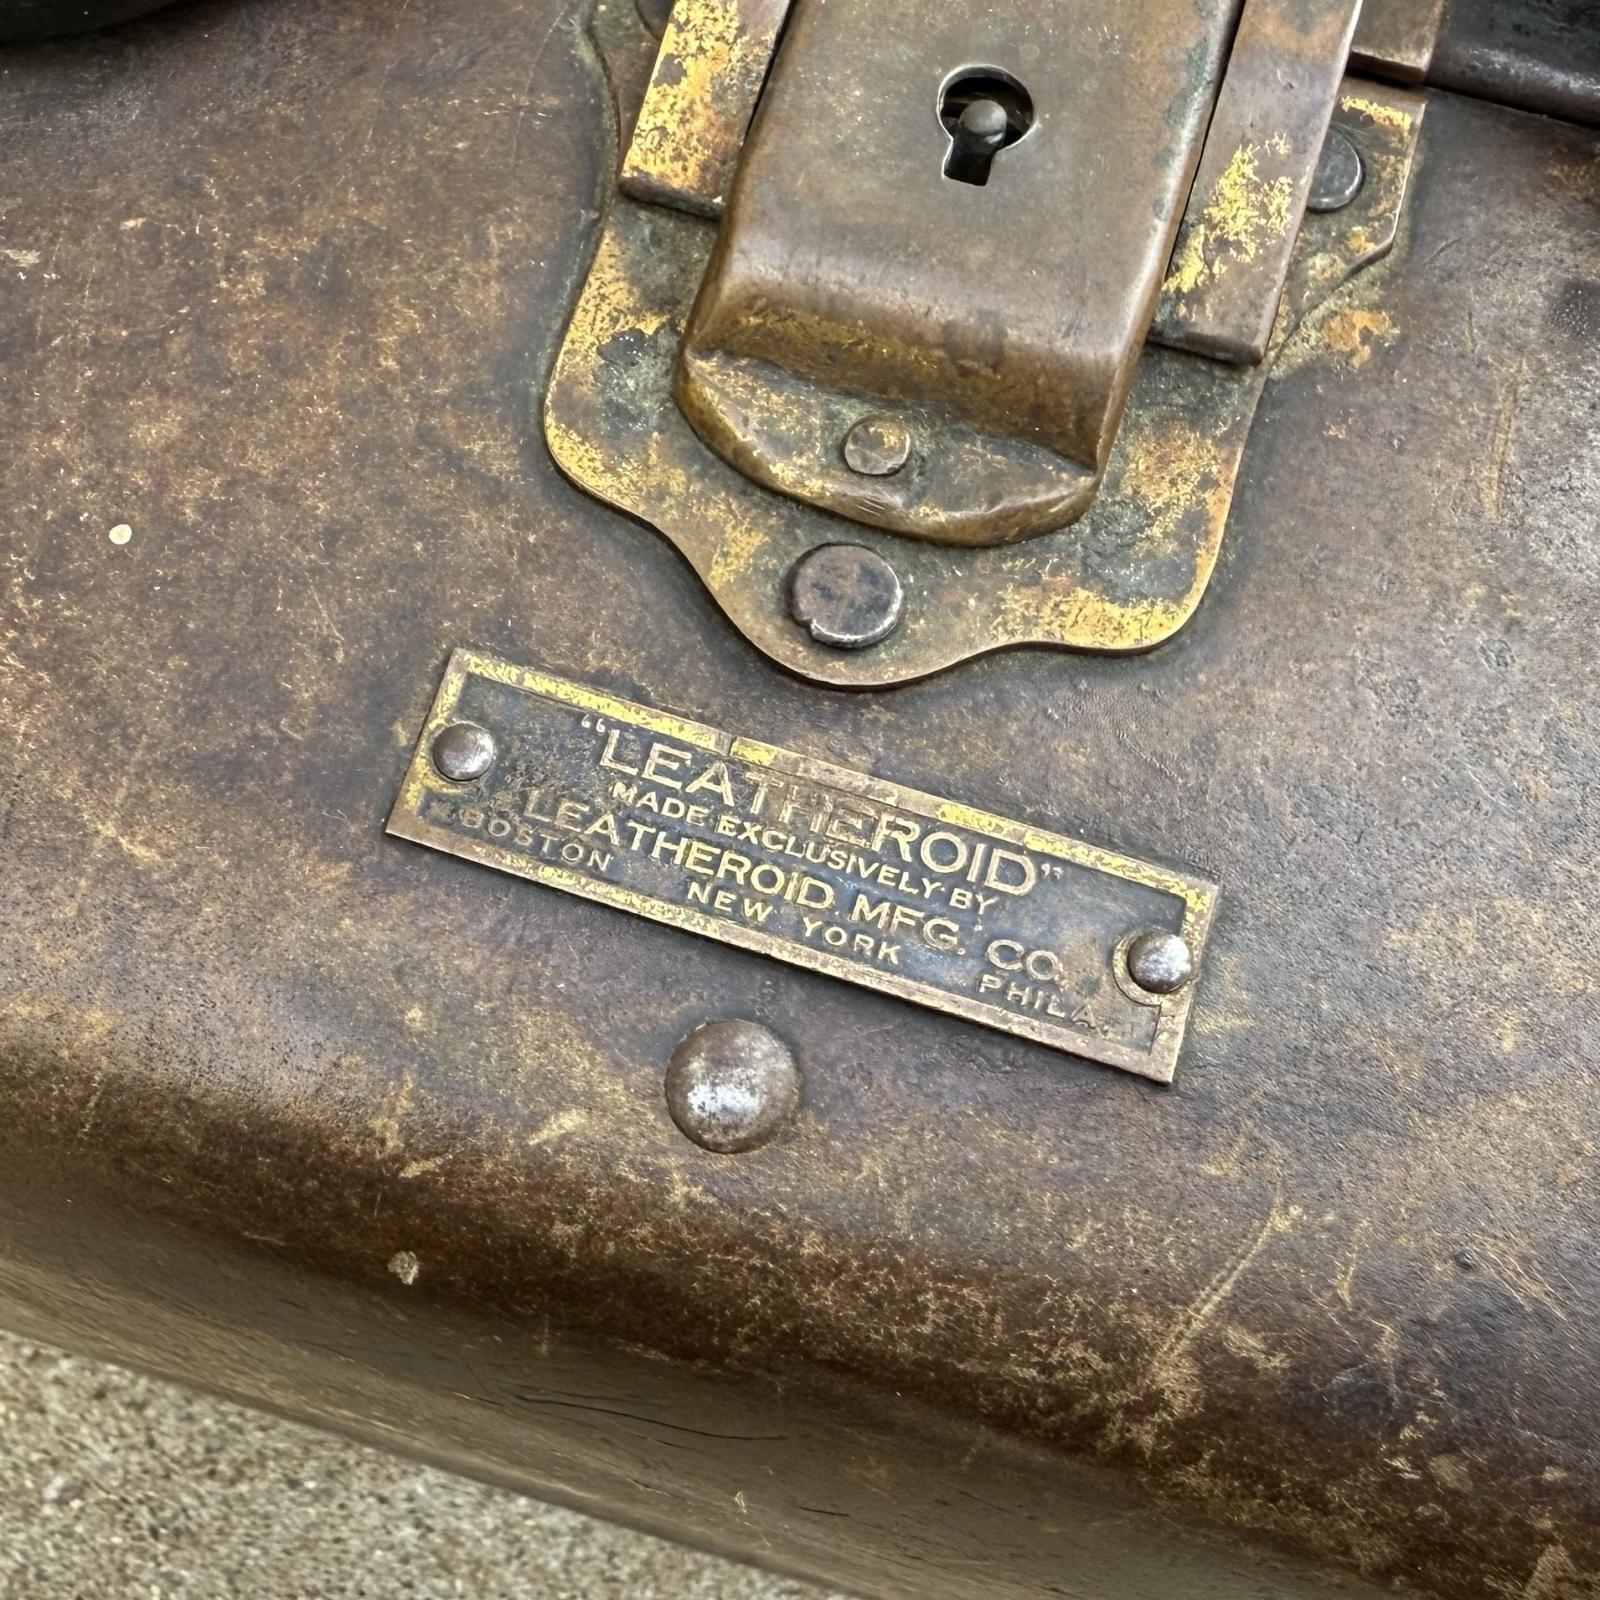 "LEATHEROID"
MADE EXCLUSIVELY BY
LEATHEROID MFG. CO.
BOSTON NEW YORK PHILA.